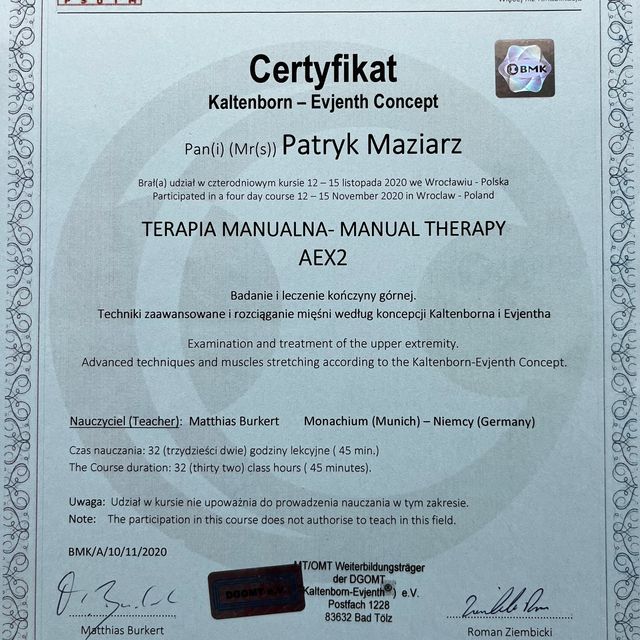 Certyfikat
BMK
Kaltenborn – Evjenth Concept
Pan(i) (Mr(s)) Patryk Maziarz
Brał(a) udział w czterodniowym kursie 12 – 15 listopada 2020 we Wrocławiu - Polska
Participated in a four day course 12 – 15 November 2020 in Wroclaw - Poland
TERAPIA MANUALNA- MANUAL THERAPY
AEX2
Badanie i leczenie kończyny górnej.
Techniki zaawansowane i rozciąganie mięśni według koncepcji Kaltenborna i Evjentha
Examination and treatment of the upper extremity.
Advanced techniques and muscles stretching according to the Kaltenborn-Evjenth Concept.
Nauczyciel (Teacher): Matthias Burkert Monachium (Munich) – Niemcy (Germany)
Czas nauczania: 32 (trzydzieści dwie) godziny lekcyjne ( 45 min.)
The Course duration: 32 (thirty two) class hours ( 45 minutes).
Uwaga: Udział w kursie nie upoważnia do prowadzenia nauczania w tym zakresie.
Note: The participation in this course does not authorise to teach in this field.
BMK/A/10/11/2020
MT/OMT Weiterbildungsträger
der DGOMT
DGOMT e.V. (Kaltenborn-Evjenth®) e.V.
Postfach 1228
83632 Bad Tölz
Matthias Burkert
Roman Ziembicki